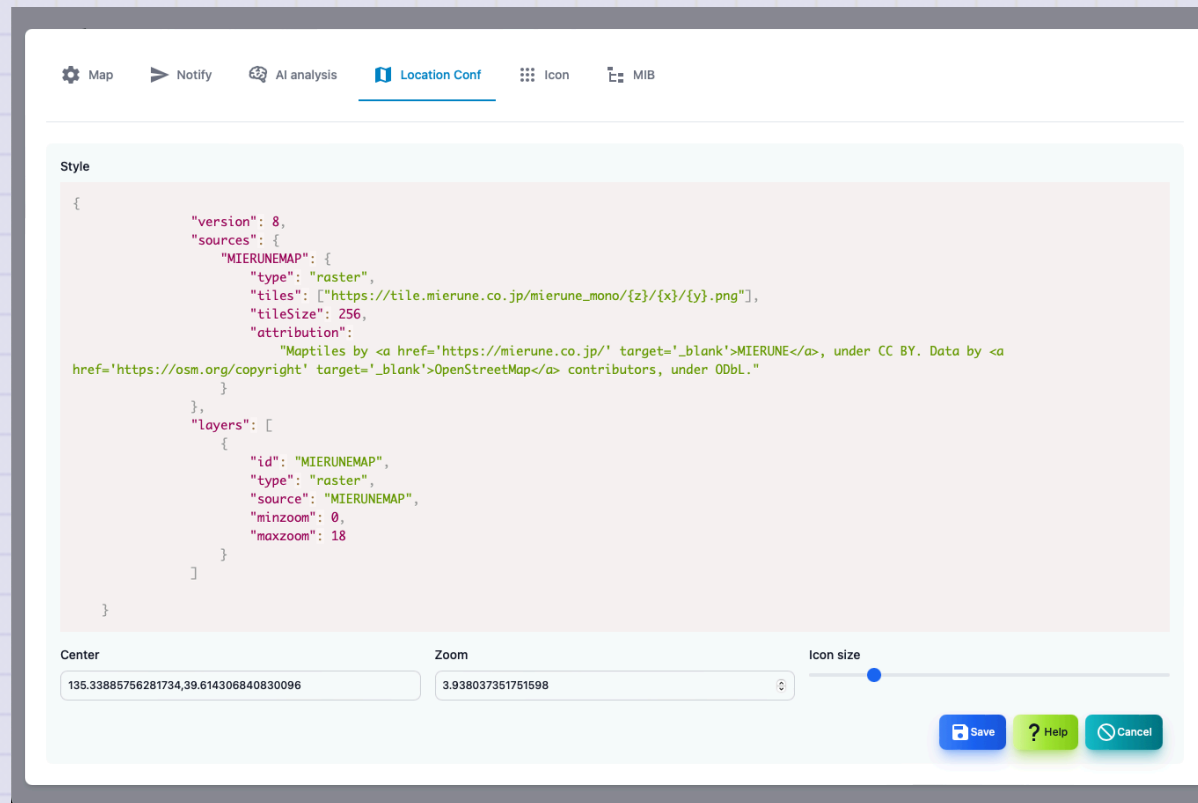 Map Notify AI analysis Location Conf Icon MIB
Style
{
"version": 8,
"sources": {
"MIERUNEMAP": {
"type": "raster",
"tiles": ["https://tile.mierune.co.jp/mierune_mono/{z}/{x}/{y}.png"],
"tileSize": 256,
"attribution":
"Maptiles by <a href='https://mierune.co.jp/' target='_blank'>MIERUNE</a>, under CC BY. Data by <a
href='https://osm.org/copyright' target='_blank'>OpenStreetMap</a> contributors, under ODbL."
}
},
"layers": [
{
"id": "MIERUNEMAP",
"type": "raster",
"source": "MIERUNEMAP",
"minzoom": 0,
"maxzoom": 18
}
]
}
Center Zoom Icon size
135.33885756281734,39.614306840830096 3.938037351751598
Save ? Help Cancel